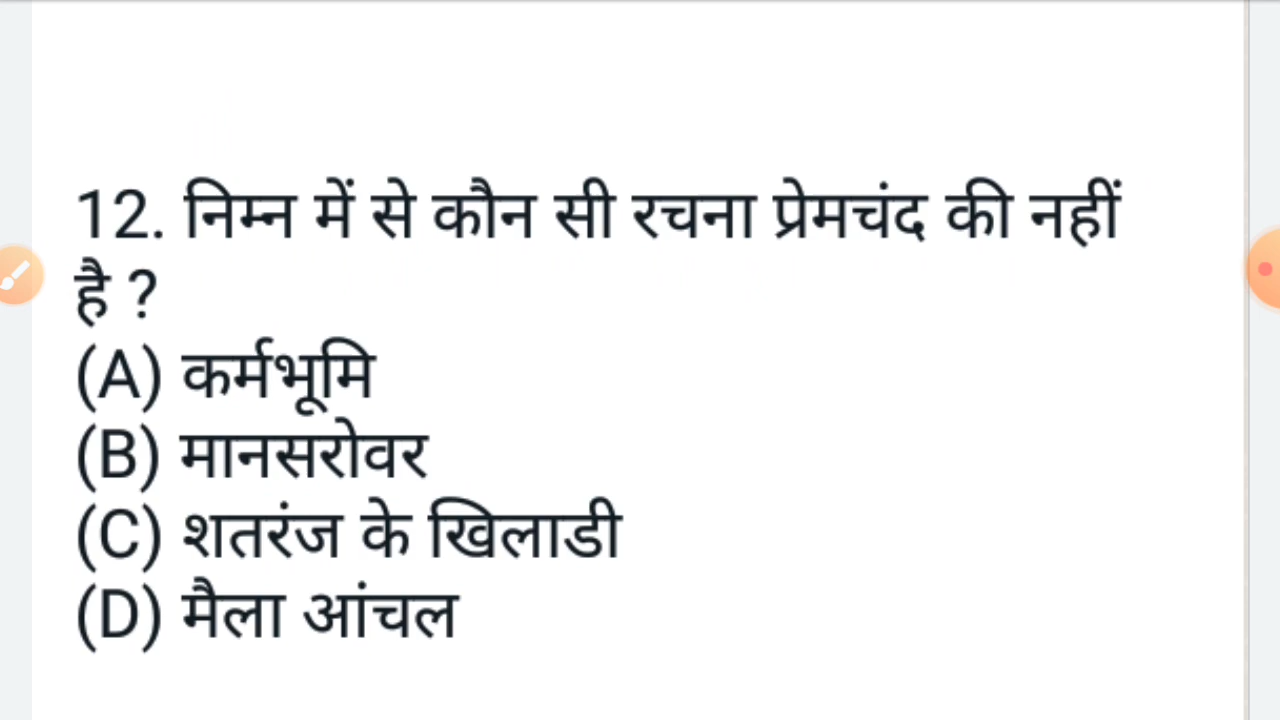 12. निम्न में से कौन सी रचना प्रेमचंद की नहीं
है ?
(A) कर्मभूमि
(B) मानसरोवर
(C) शतरंज के खिलाडी
(D) मैला आंचल